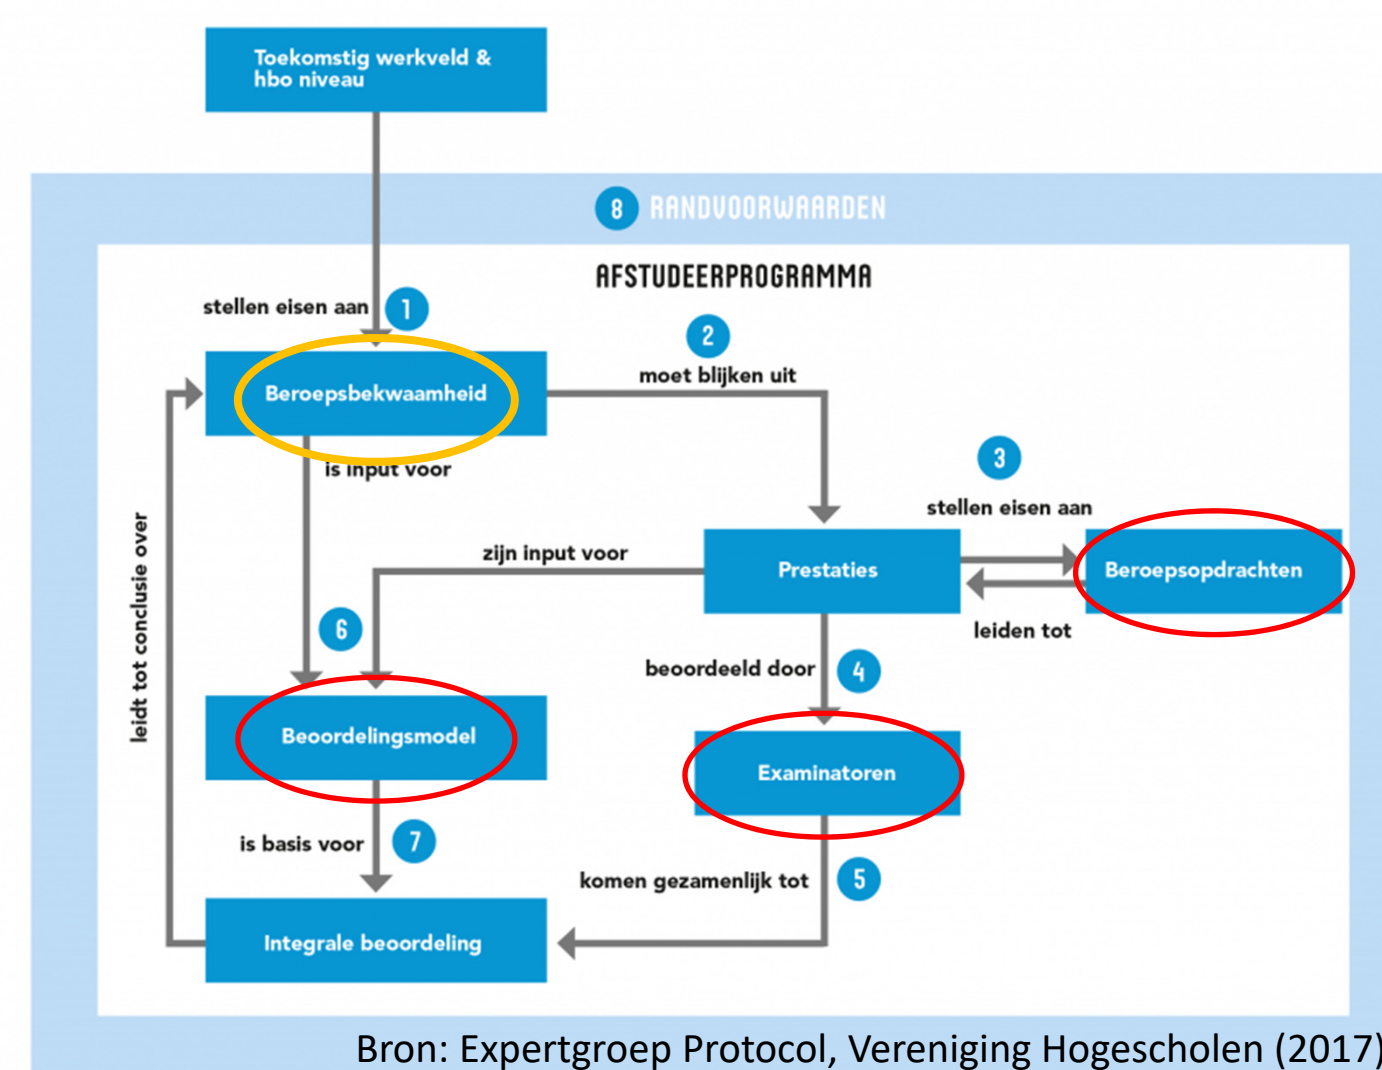 Toekomstig werkveld &
hbo niveau
8 RANDVOORWAARDEN
AFSTUDEERPROGRAMMA
stellen eisen aan
1
2
moet blijken uit
Beroepsbekwaamheid
is input voor
3
stellen eisen aan
zijn input voor
Prestaties
Beroepsopdrachten
leiden tot
leidt tot conclusie over
6
beoordeeld door
4
Beoordelingsmodel
Examinatoren
is basis voor
7
komen gezamenlijk tot
5
Integrale beoordeling
Bron: Expertgroep Protocol, Vereniging Hogescholen (2017)